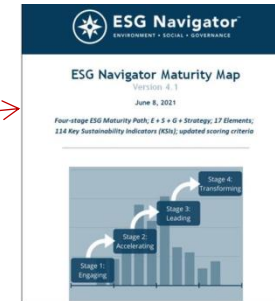 ESG Navigator™
ENVIRONMENT • SOCIAL • GOVERNANCE
ESG Navigator Maturity Map
Version 4.1
June 8, 2021
Four-stage ESG Maturity Path; E + S + G + Strategy; 17 Elements;
114 Key Sustainability Indicators (KSIs); updated scoring criteria
Stage 4:
Transforming
Stage 3:
Leading
Stage 2:
Accelerating
Stage 1:
Engaging